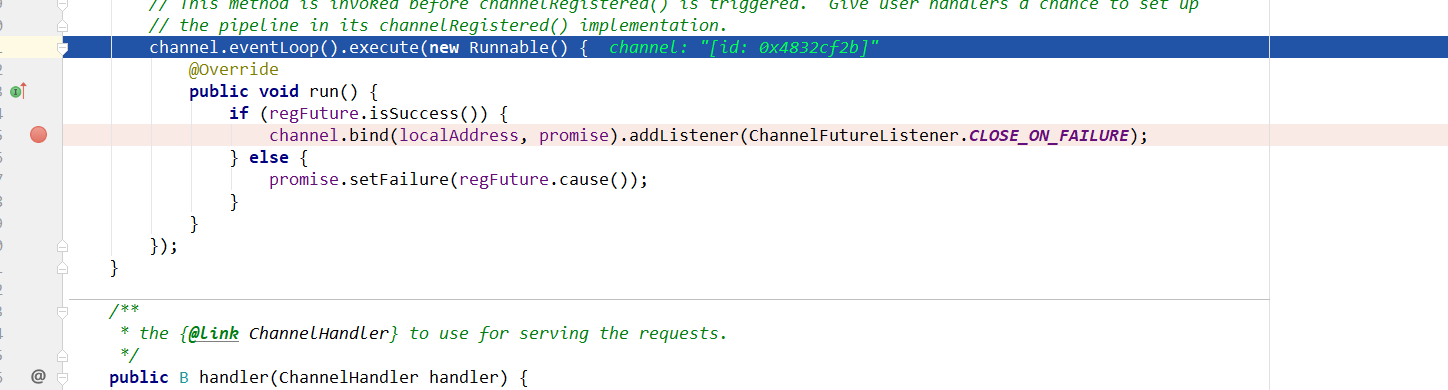 // This method is invoked before channelRegistered() is triggered.  Give user handlers a chance to set up
// the pipeline in its channelRegistered() implementation.
channel.eventLoop().execute(new Runnable() {  channel: "[id: 0x4832cf2b]"
@Override
public void run() {
if (regFuture.isSuccess()) {
channel.bind(localAddress, promise).addListener(ChannelFutureListener.CLOSE_ON_FAILURE);
} else {
promise.setFailure(regFuture.cause());
}
}
});
}
/**
* the {@link ChannelHandler} to use for serving the requests.
*/
@ public B handler(ChannelHandler handler) {